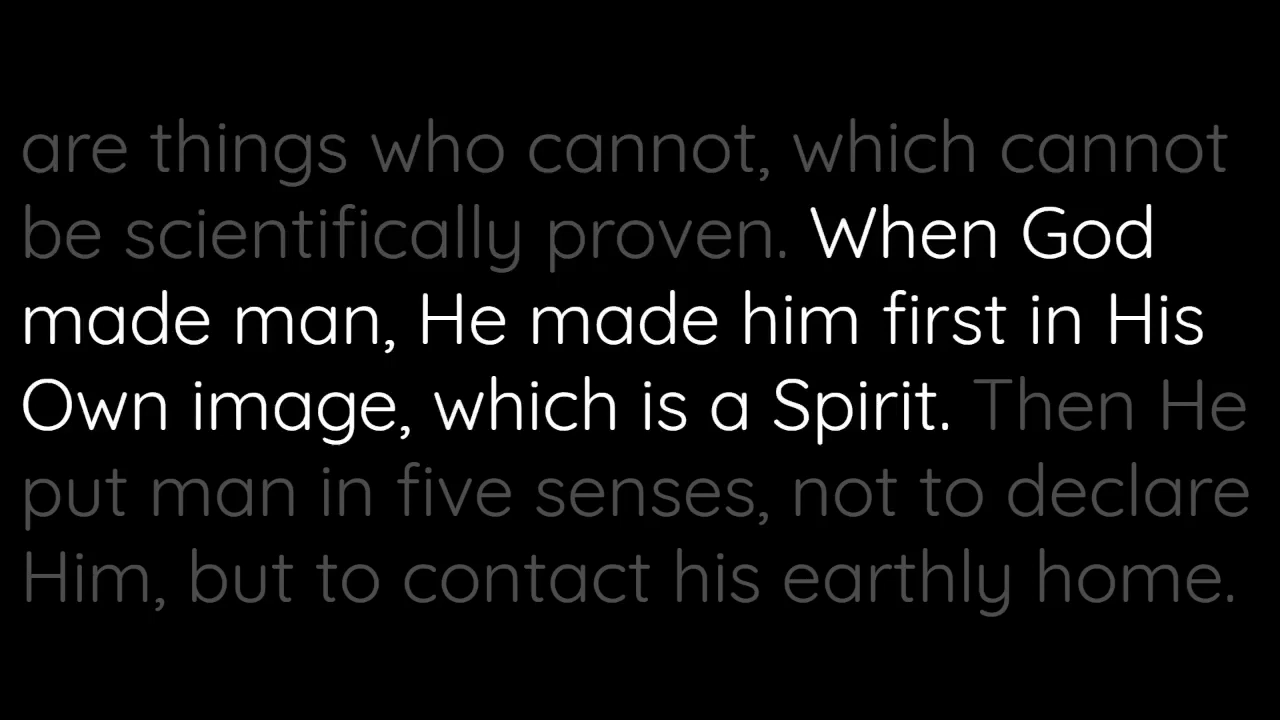 are things who cannot, which cannot
be scientifically proven. When God
made man, He made him first in His
Own image, which is a Spirit. Then He
put man in five senses, not to declare
Him, but to contact his earthly home.